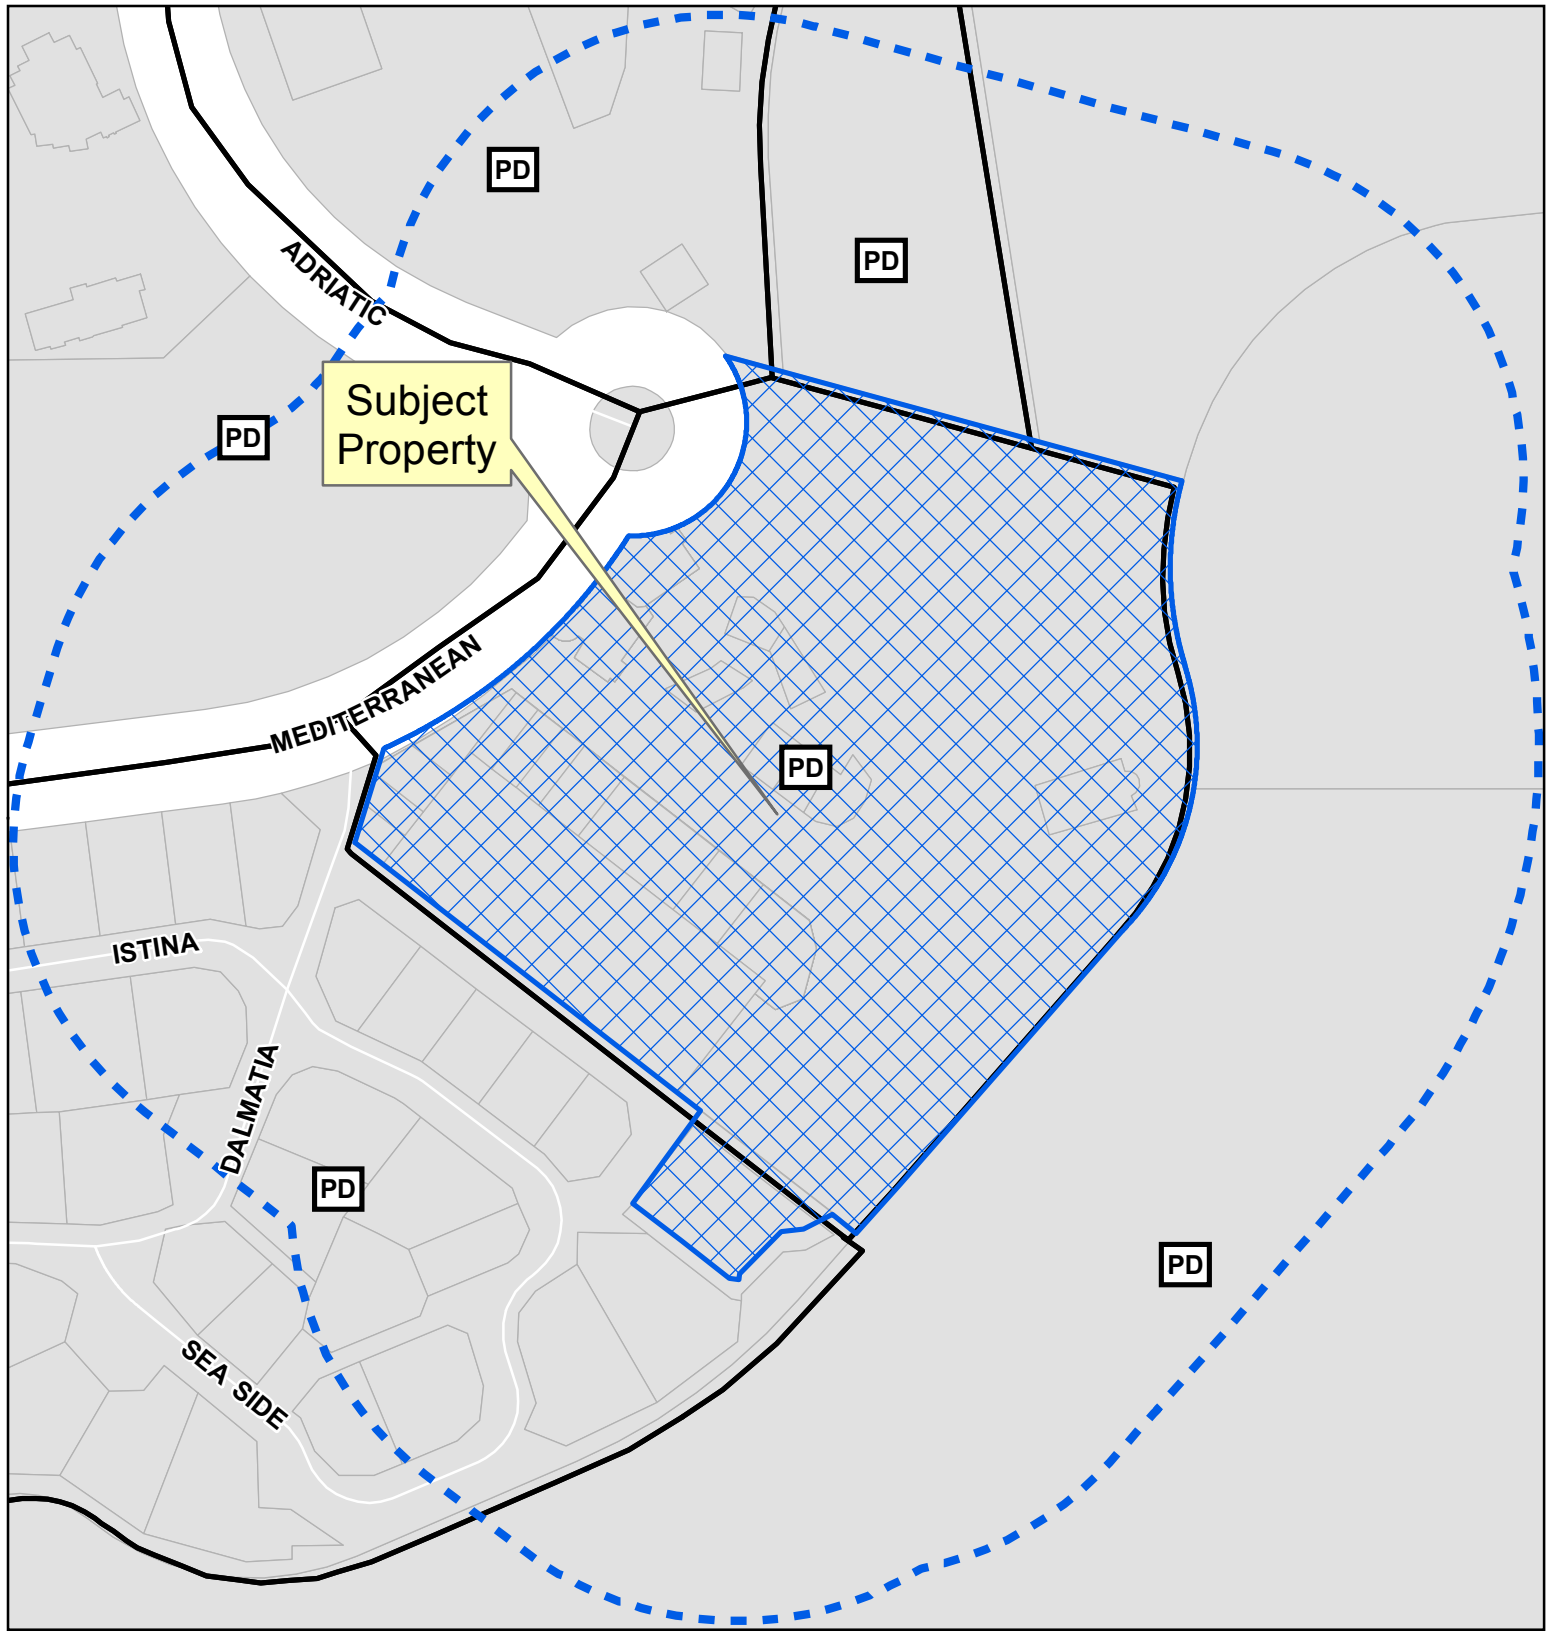 PD
PD
ADRIATIC
Subject
Property
PD
MEDITERRANEAN
PD
ISTINA
DALMATIA
PD
PD
SEA SIDE